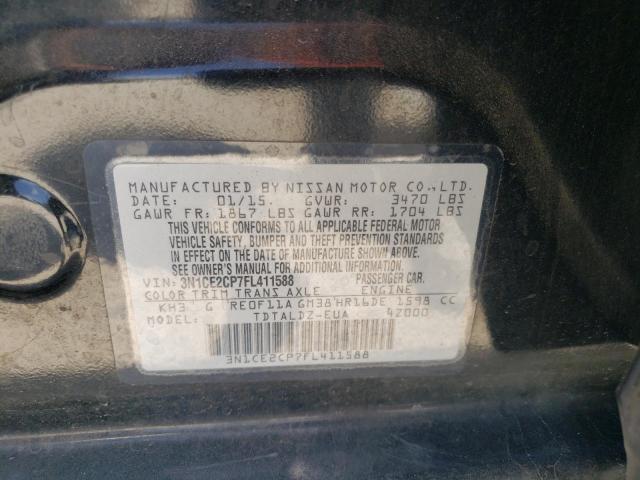 MANUFACTURED BY NISSAN MOTOR CO.,LTD.
DATE: 01/15. GVWR: 3470 LBS
GAWR FR: 1867 LBS GAWR RR: 1704 LBS
THIS VEHICLE CONFORMS TO ALL APPLICABLE FEDERAL MOTOR
VEHICLE SAFETY, BUMPER AND THEFT PREVENTION STANDARDS
IN EFFECT ON THE DATE OF MANUFACTURE SHOWN ABOVE.
SEE OWNER'S MANUAL FOR ADDITIONAL INFORMATION.
VIN: 3N1CE2CP7FL411588 PASSENGER CAR.
COLOR TRIM TRANS AXLE ENGINE
KH3 G RE0F11A GM38 HR16DE 1598 CC
TDTALDZ-EUA 42000
3N1CE2CP7FL411588